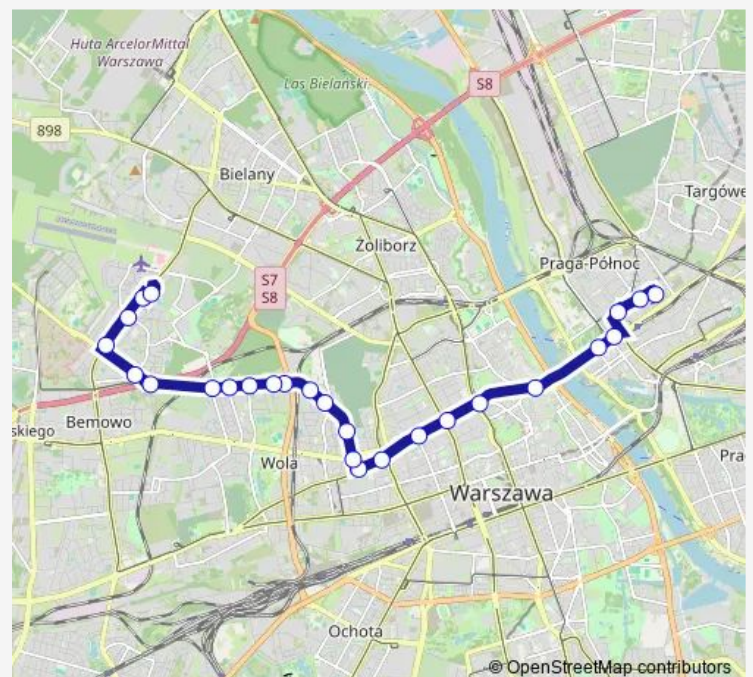 Huta ArcelorMittal
Warszawa
Las Bielański
S8
898
Bielany
Targówe
Żoliborz
Praga-Północ
S7
S8
Bemowo
skiego
Wola
Pra
Warszawa
Ochota
© OpenStreetMap contributors